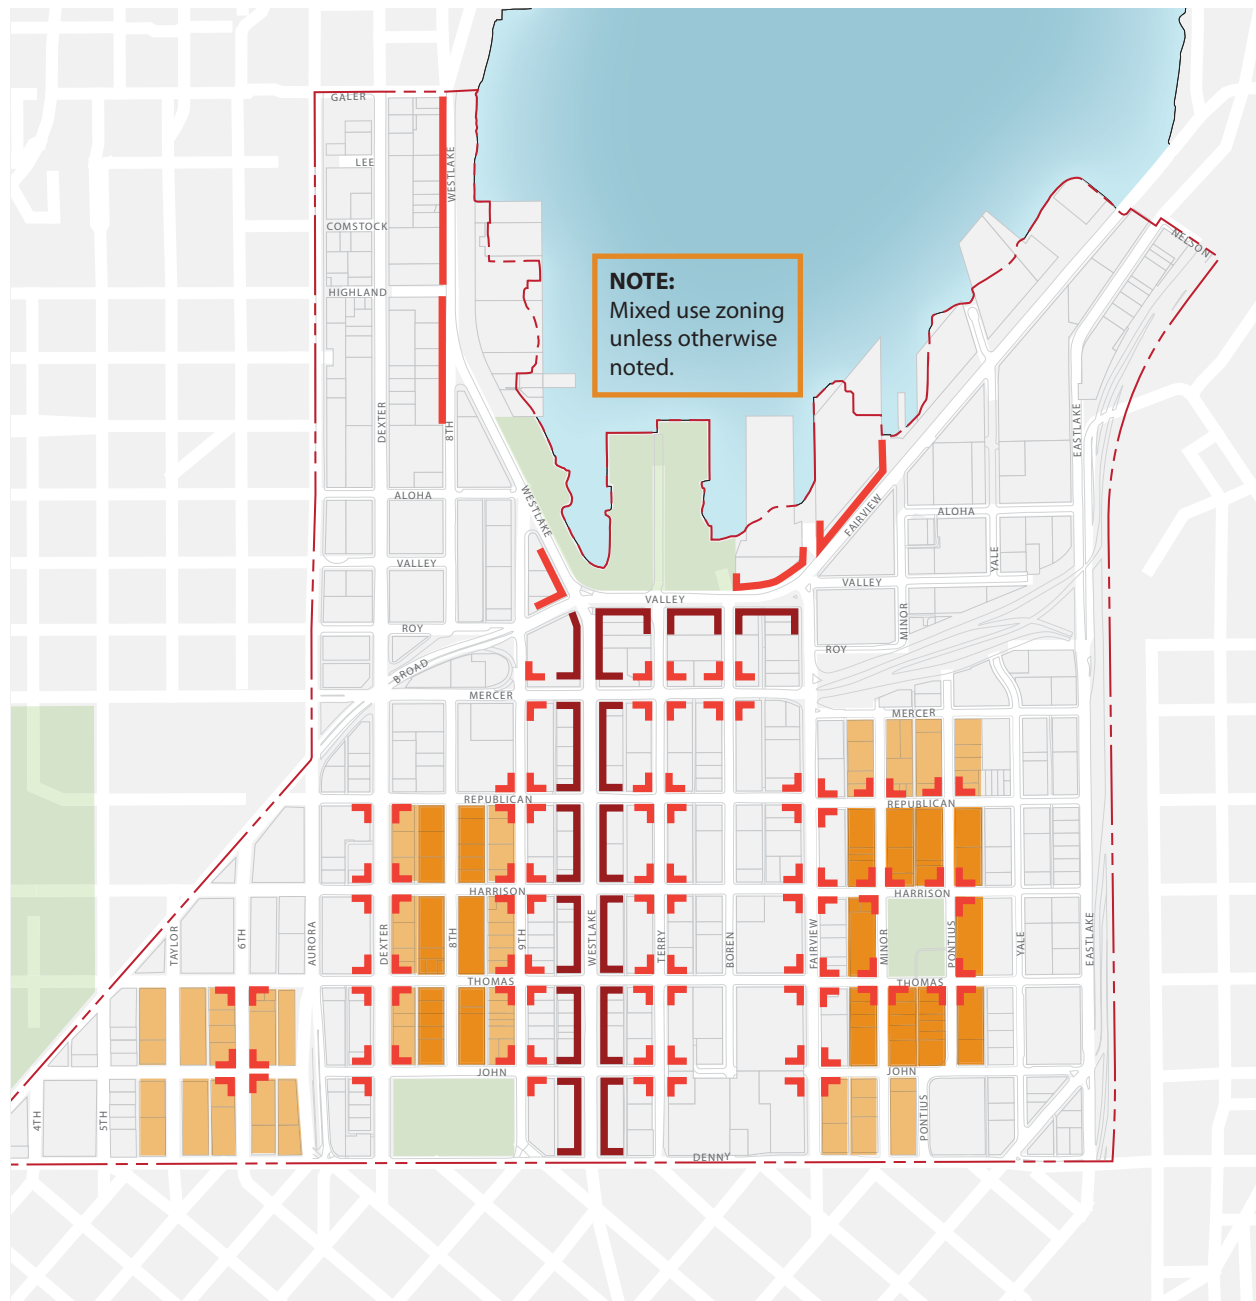 GALER
LEE
WESTLAKE
COMSTOCK
NELSON
NOTE:
Mixed use zoning
unless otherwise
noted.
HIGHLAND
DEXTER
8TH
EASTLAKE
ALOHA
WESTLAKE
FAIRVIEW
ALOHA
VALLEY
YALE
VALLEY
VALLEY
MINOR
ROY
ROY
BROAD
MERCER
MERCER
REPUBLICAN
REPUBLICAN
HARRISON
HARRISON
TAYLOR
6TH
AURORA
DEXTER
8TH
9TH
WESTLAKE
TERRY
BOREN
FAIRVIEW
MINOR
PONTIUS
YALE
EASTLAKE
THOMAS
THOMAS
JOHN
JOHN
4TH
5TH
PONTIUS
DENNY